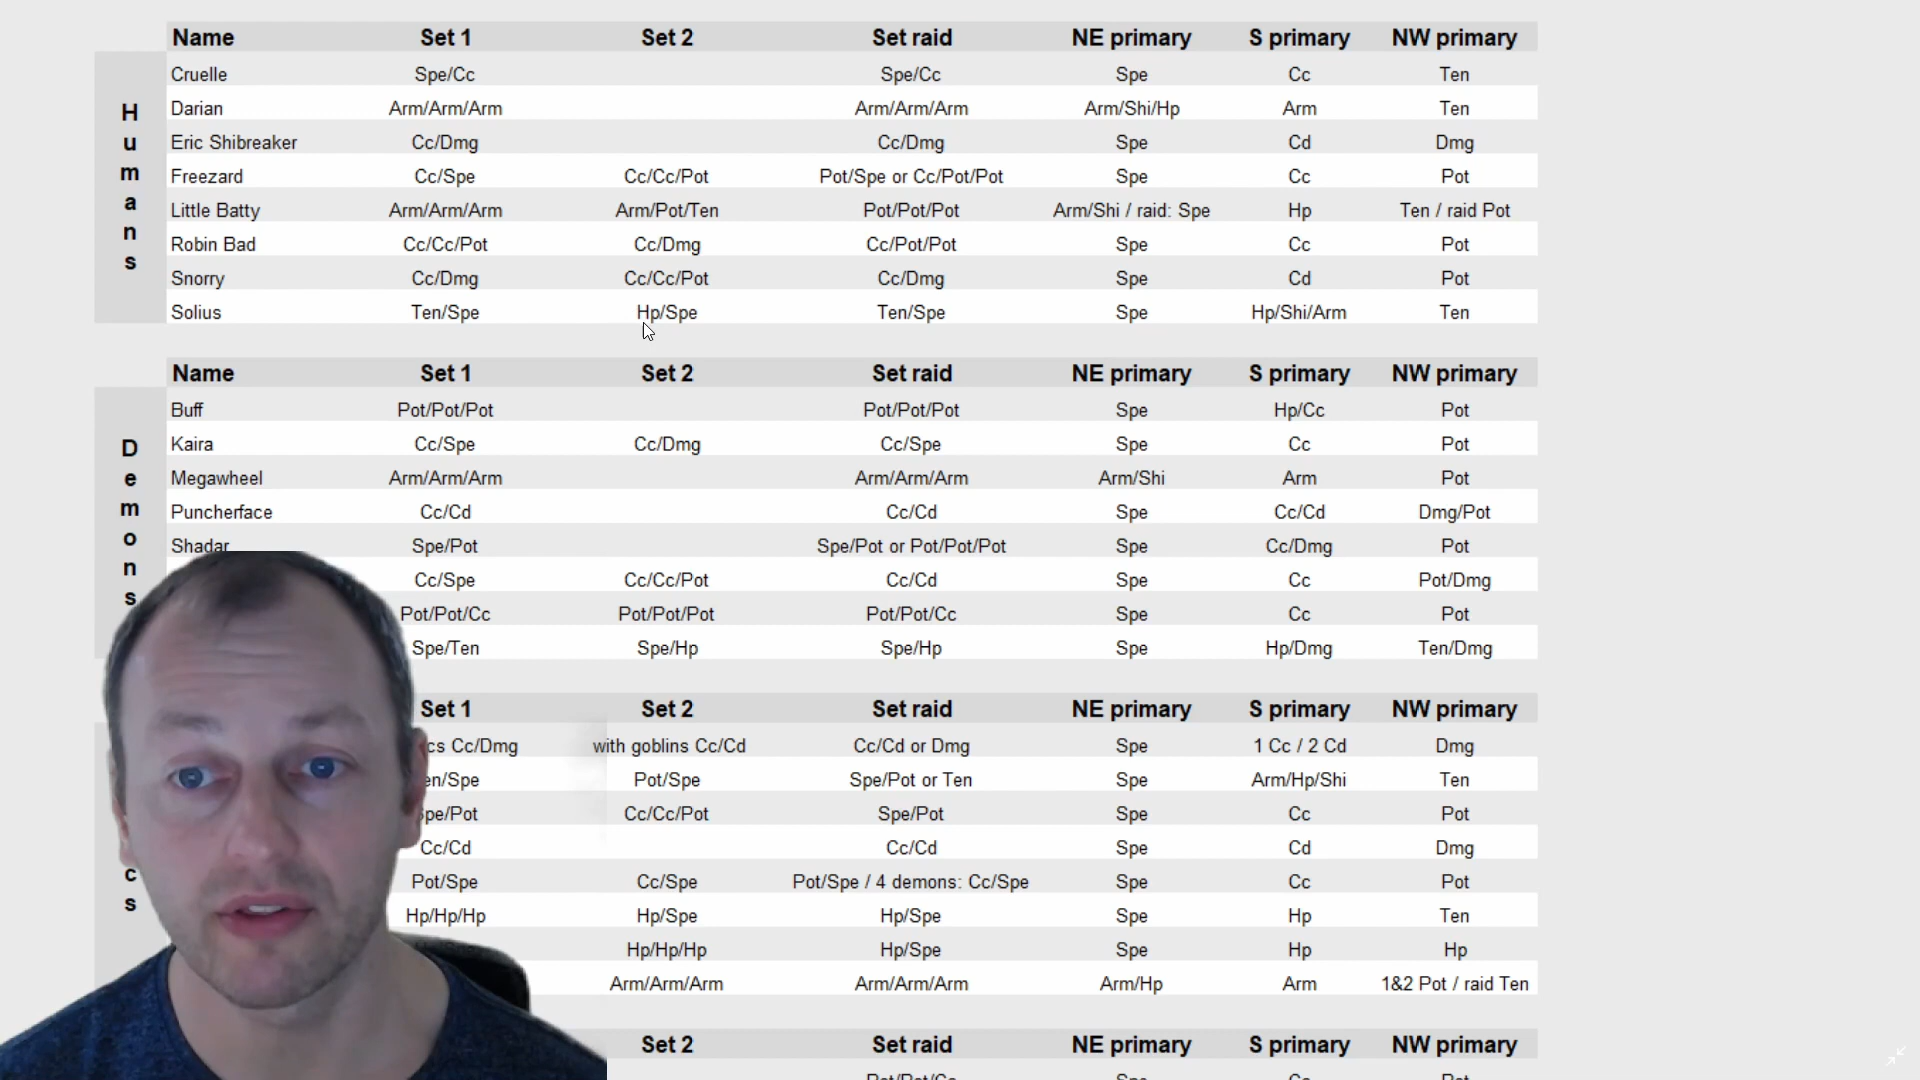 Name Set 1 Set 2 Set raid NE primary S primary NW primary
Humans
Cruelle Spe/Cc Spe/Cc Spe Cc Ten
Darian Arm/Arm/Arm Arm/Arm/Arm Arm/Shi/Hp Arm Ten
Eric Shibreaker Cc/Dmg Cc/Dmg Spe Cd Dmg
Freezard Cc/Spe Cc/Cc/Pot Pot/Spe or Cc/Pot/Pot Spe Cc Pot
Little Batty Arm/Arm/Arm Arm/Pot/Ten Pot/Pot/Pot Arm/Shi / raid: Spe Hp Ten / raid Pot
Robin Bad Cc/Cc/Pot Cc/Dmg Cc/Pot/Pot Spe Cc Pot
Snorry Cc/Dmg Cc/Cc/Pot Cc/Dmg Spe Cd Pot
Solius Ten/Spe Hp/Spe Ten/Spe Spe Hp/Shi/Arm Ten
Name Set 1 Set 2 Set raid NE primary S primary NW primary
Demons
Buff Pot/Pot/Pot Pot/Pot/Pot Spe Hp/Cc Pot
Kaira Cc/Spe Cc/Dmg Cc/Spe Spe Cc Pot
Megawheel Arm/Arm/Arm Arm/Arm/Arm Arm/Shi Arm Pot
Puncherface Cc/Cd Cc/Cd Spe Cc/Cd Dmg/Pot
Shadar Spe/Pot Spe/Pot or Pot/Pot/Pot Spe Cc/Dmg Pot
Cc/Spe Cc/Cc/Pot Cc/Cd Spe Cc Pot/Dmg
Pot/Pot/Cc Pot/Pot/Pot Pot/Pot/Cc Spe Cc Pot
Spe/Ten Spe/Hp Spe/Hp Spe Hp/Dmg Ten/Dmg
Set 1 Set 2 Set raid NE primary S primary NW primary
cs
cs Cc/Dmg with goblins Cc/Cd Cc/Cd or Dmg Spe 1 Cc / 2 Cd Dmg
en/Spe Pot/Spe Spe/Pot or Ten Spe Arm/Hp/Shi Ten
pe/Pot Cc/Cc/Pot Spe/Pot Spe Cc Pot
Cc/Cd Cc/Cd Spe Cd Dmg
Pot/Spe Cc/Spe Pot/Spe / 4 demons: Cc/Spe Spe Cc Pot
Hp/Hp/Hp Hp/Spe Hp/Spe Spe Hp Ten
Hp/Hp/Hp Hp/Spe Spe Hp Hp
Arm/Arm/Arm Arm/Arm/Arm Arm/Hp Arm 1&2 Pot / raid Ten
Set 2 Set raid NE primary S primary NW primary